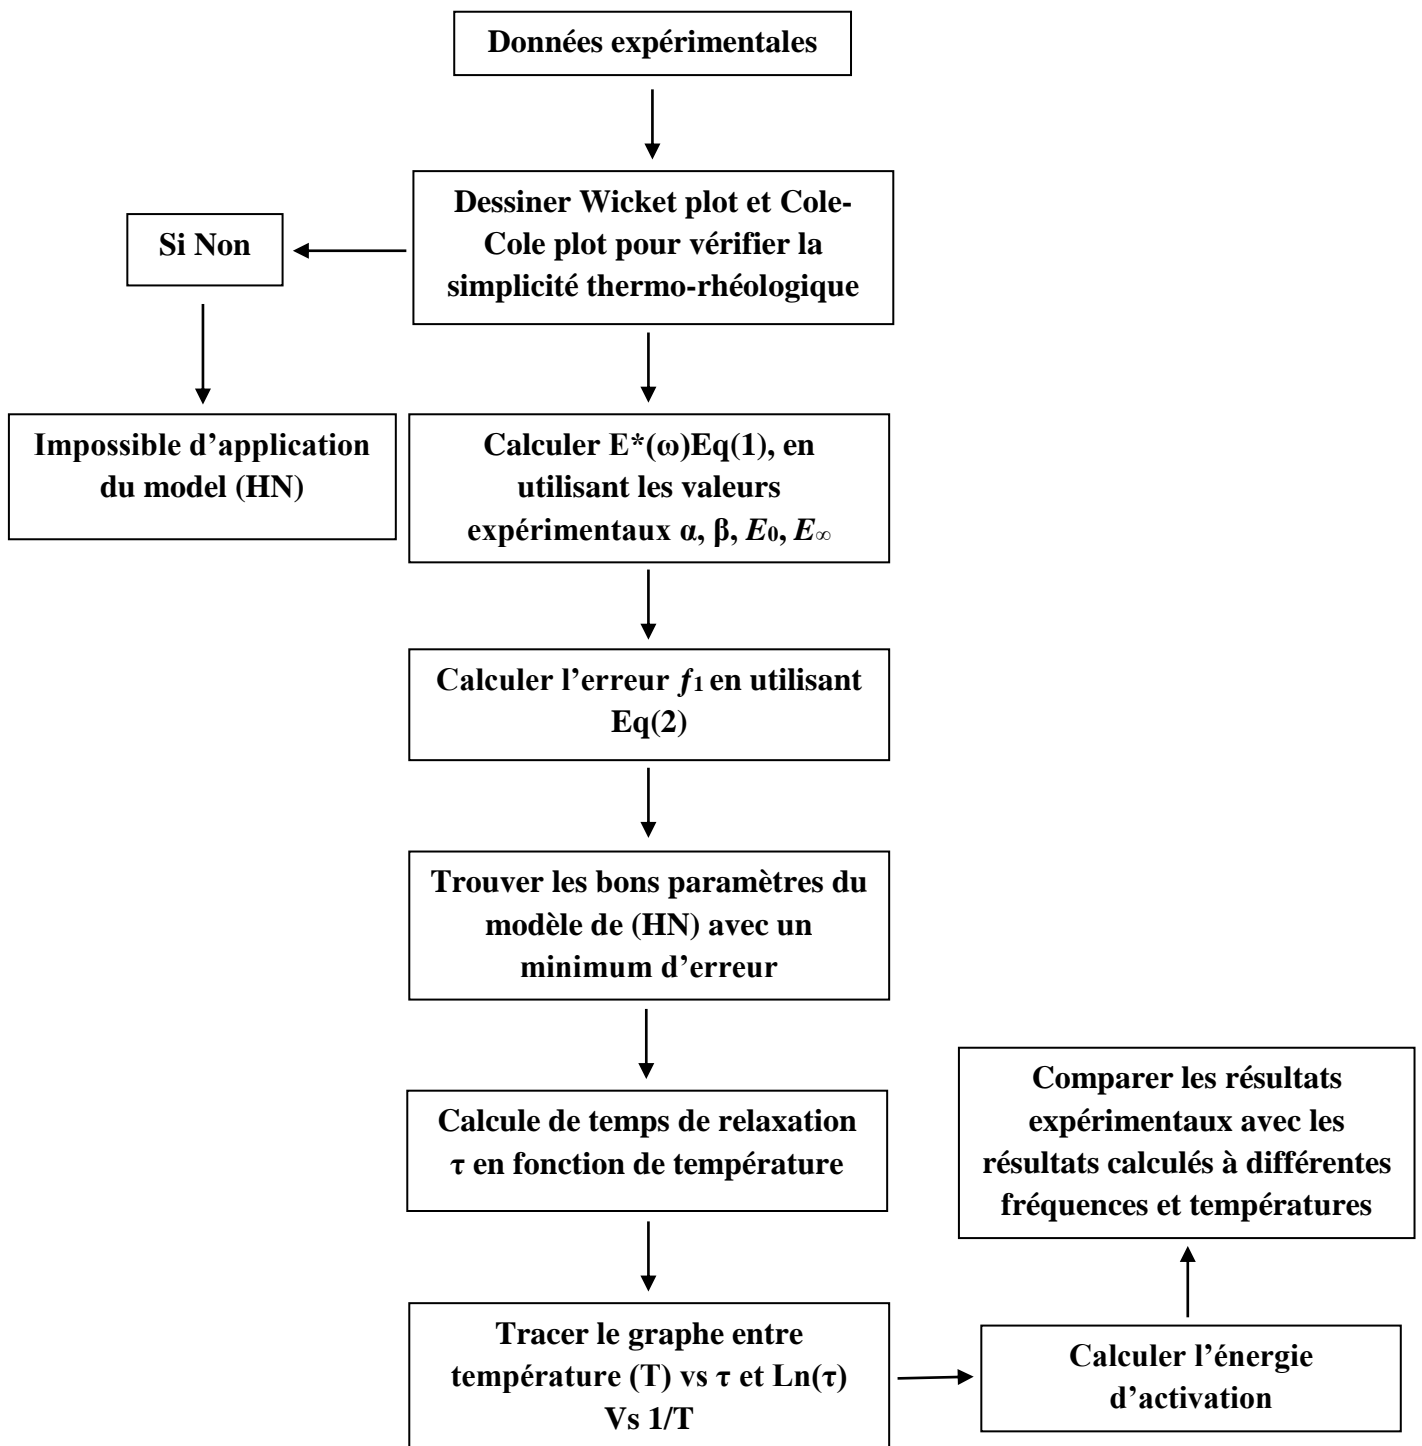 Données expérimentales
Dessiner Wicket plot et Cole-
Cole plot pour vérifier la
simplicité thermo-rhéologique
Si Non
Impossible d’application
du model (HN)
Calculer E*(ω)Eq(1), en
utilisant les valeurs
expérimentaux α, β, E0, E∞
Calculer l’erreur f1 en utilisant
Eq(2)
Trouver les bons paramètres du
modèle de (HN) avec un
minimum d’erreur
Calcule de temps de relaxation
τ en fonction de température
Tracer le graphe entre
température (T) vs τ et Ln(τ)
Vs 1/T
Calculer l’énergie
d’activation
Comparer les résultats
expérimentaux avec les
résultats calculés à différentes
fréquences et températures